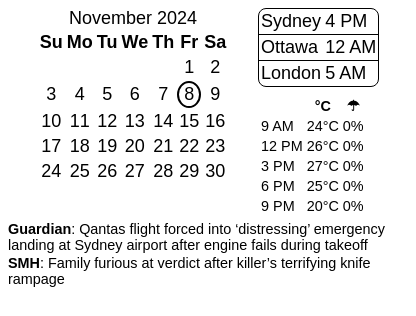 November 2024
Su Mo Tu We Th Fr Sa
1 2
3 4 5 6 7 8 9
10 11 12 13 14 15 16
17 18 19 20 21 22 23
24 25 26 27 28 29 30
Sydney 4 PM
Ottawa 12 AM
London 5 AM
°C ☂
9 AM 24°C 0%
12 PM 26°C 0%
3 PM 27°C 0%
6 PM 25°C 0%
9 PM 20°C 0%
Guardian: Qantas flight forced into ‘distressing’ emergency
landing at Sydney airport after engine fails during takeoff
SMH: Family furious at verdict after killer’s terrifying knife
rampage